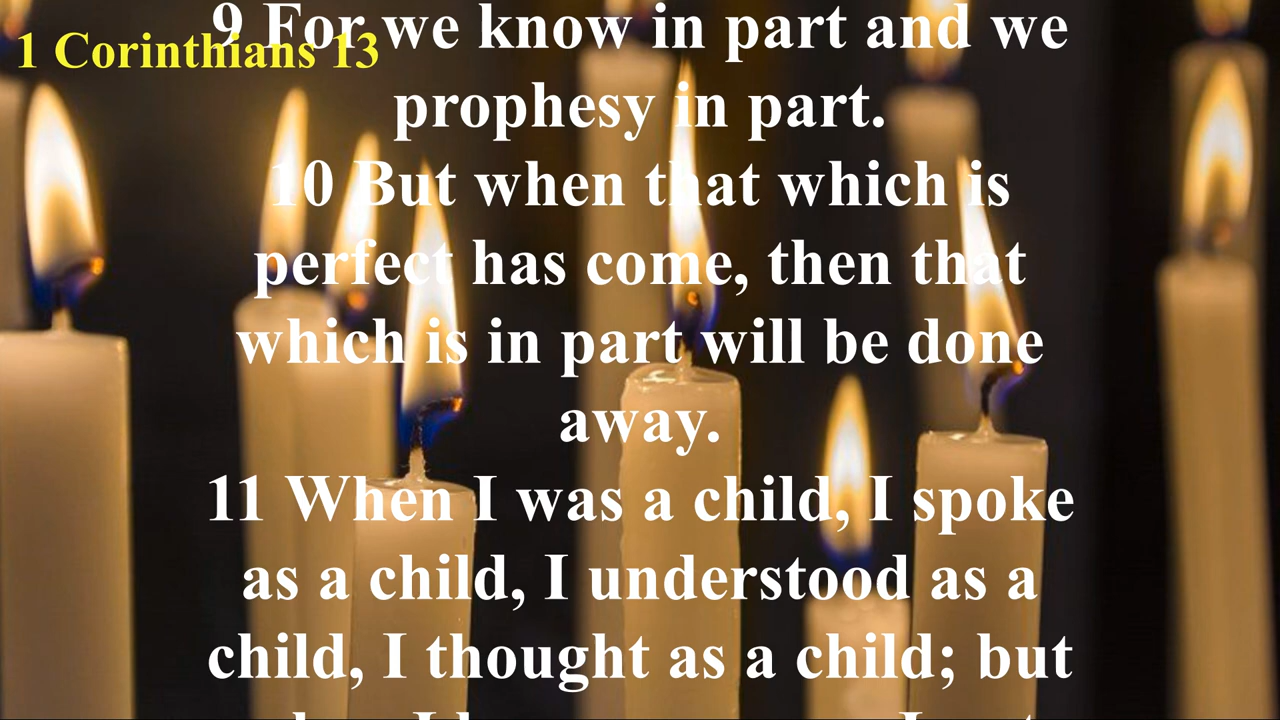 1 Corinthians 13
9 For we know in part and we
prophesy in part.
10 But when that which is
perfect has come, then that
which is in part will be done
away.
11 When I was a child, I spoke
as a child, I understood as a
child, I thought as a child; but